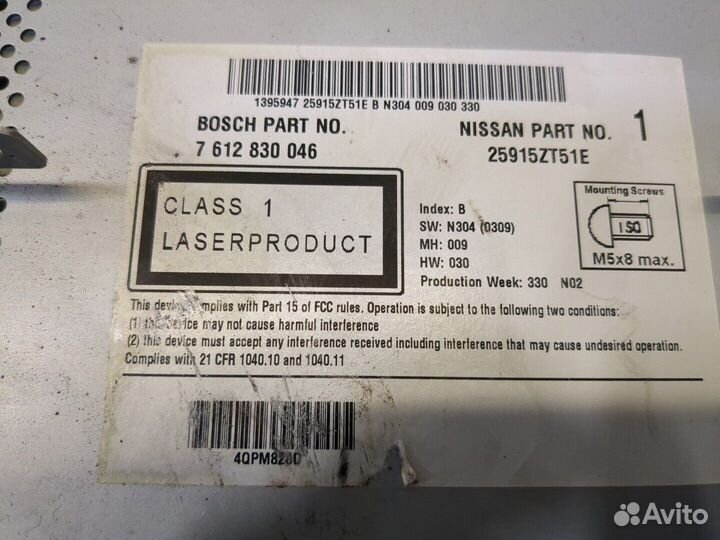 1395947 25915ZT51E B N304 009 030 330
BOSCH PART NO.
7 612 830 046
NISSAN PART NO. 1
25915ZT51E
CLASS 1
LASERPRODUCT
Index: B
SW: N304 (0309)
MH: 009
HW: 030
Production Week: 330 N02
Mounting Screws
ISO
M5x8 max.
This device complies with Part 15 of FCC rules. Operation is subject to the following two conditions:
(1) this device may not cause harmful interference
(2) this device must accept any interference received including interference that may cause undesired operation.
Complies with 21 CFR 1040.10 and 1040.11
Avito